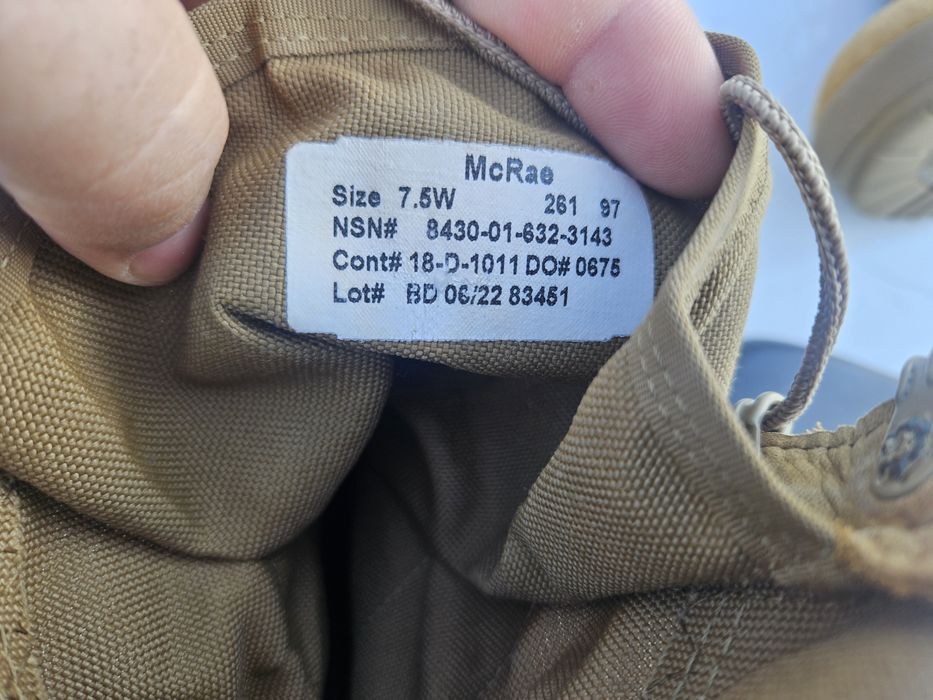 McRae
Size 7.5W 261 97
NSN# 8430-01-632-3143
Cont# 18-D-1011 DO# 0675
Lot# BD 06/22 83451